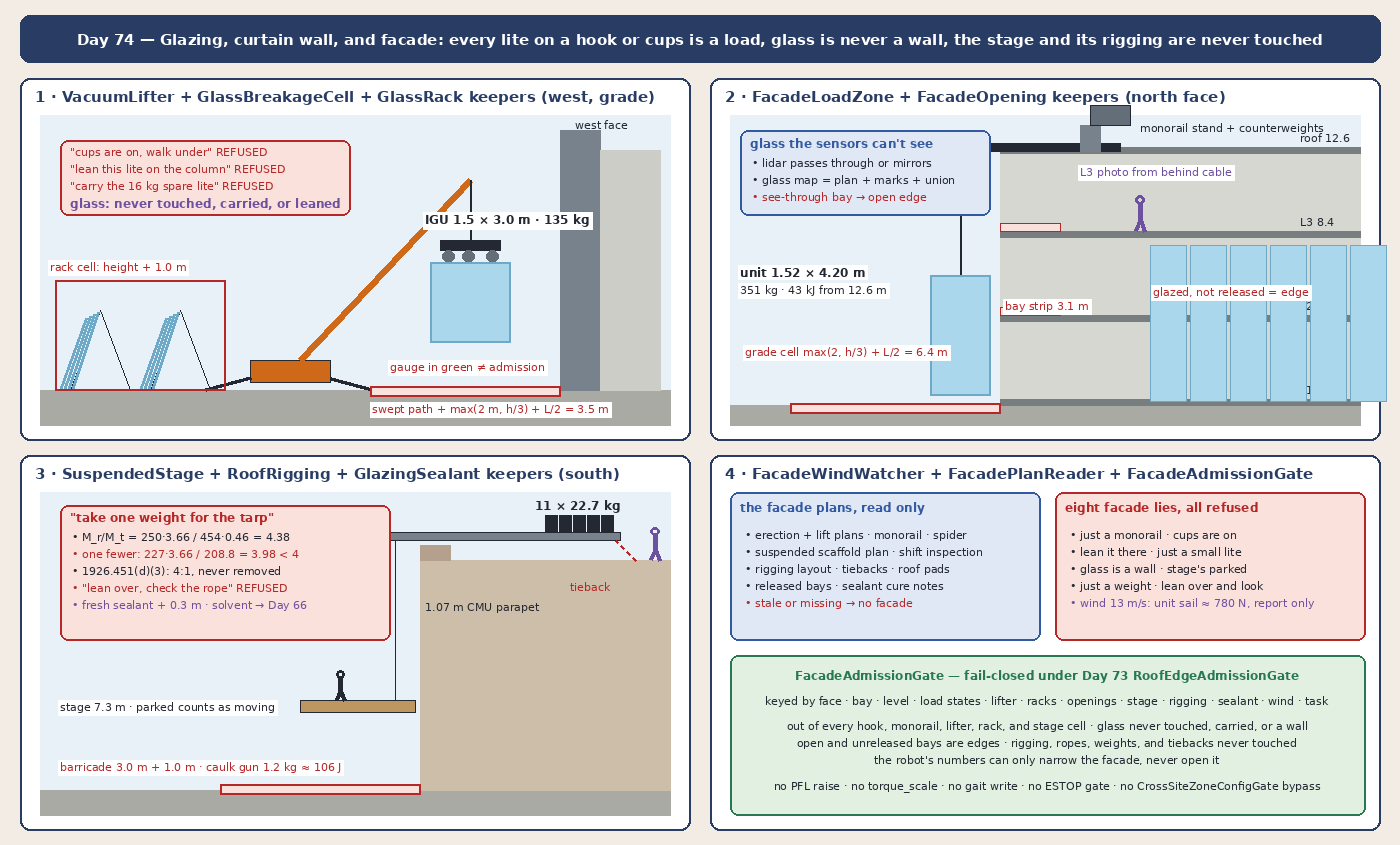 Day 74 — Glazing, curtain wall, and facade: every lite on a hook or cups is a load, glass is never a wall, the stage and its rigging are never touched
1 · VacuumLifter + GlassBreakageCell + GlassRack keepers (west, grade)
west face
"cups are on, walk under" REFUSED
"lean this lite on the column" REFUSED
"carry the 16 kg spare lite" REFUSED
glass: never touched, carried, or leaned
IGU 1.5 × 3.0 m · 135 kg
rack cell: height + 1.0 m
gauge in green ≠ admission
swept path + max(2 m, h/3) + L/2 = 3.5 m
2 · FacadeLoadZone + FacadeOpening keepers (north face)
monorail stand + counterweights
roof 12.6
glass the sensors can't see
• lidar passes through or mirrors
• glass map = plan + marks + union
• see-through bay → open edge
L3 photo from behind cable
L3 8.4
unit 1.52 × 4.20 m
351 kg · 43 kJ from 12.6 m
glazed, not released = edge
bay strip 3.1 m
grade cell max(2, h/3) + L/2 = 6.4 m
3 · SuspendedStage + RoofRigging + GlazingSealant keepers (south)
11 × 22.7 kg
"take one weight for the tarp"
• M_r/M_t = 250·3.66 / 454·0.46 = 4.38
• one fewer: 227·3.66 / 208.8 = 3.98 < 4
• 1926.451(d)(3): 4:1, never removed
• "lean over, check the rope" REFUSED
• fresh sealant + 0.3 m · solvent → Day 66
tieback
1.07 m CMU parapet
stage 7.3 m · parked counts as moving
barricade 3.0 m + 1.0 m · caulk gun 1.2 kg ≈ 106 J
4 · FacadeWindWatcher + FacadePlanReader + FacadeAdmissionGate
the facade plans, read only
• erection + lift plans · monorail · spider
• suspended scaffold plan · shift inspection
• rigging layout · tiebacks · roof pads
• released bays · sealant cure notes
• stale or missing → no facade
eight facade lies, all refused
• just a monorail · cups are on
• lean it there · just a small lite
• glass is a wall · stage's parked
• just a weight · lean over and look
• wind 13 m/s: unit sail ≈ 780 N, report only
FacadeAdmissionGate — fail-closed under Day 73 RoofEdgeAdmissionGate
keyed by face · bay · level · load states · lifter · racks · openings · stage · rigging · sealant · wind · task
out of every hook, monorail, lifter, rack, and stage cell · glass never touched, carried, or a wall
open and unreleased bays are edges · rigging, ropes, weights, and tiebacks never touched
the robot's numbers can only narrow the facade, never open it
no PFL raise · no torque_scale · no gait write · no ESTOP gate · no CrossSiteZoneConfigGate bypass